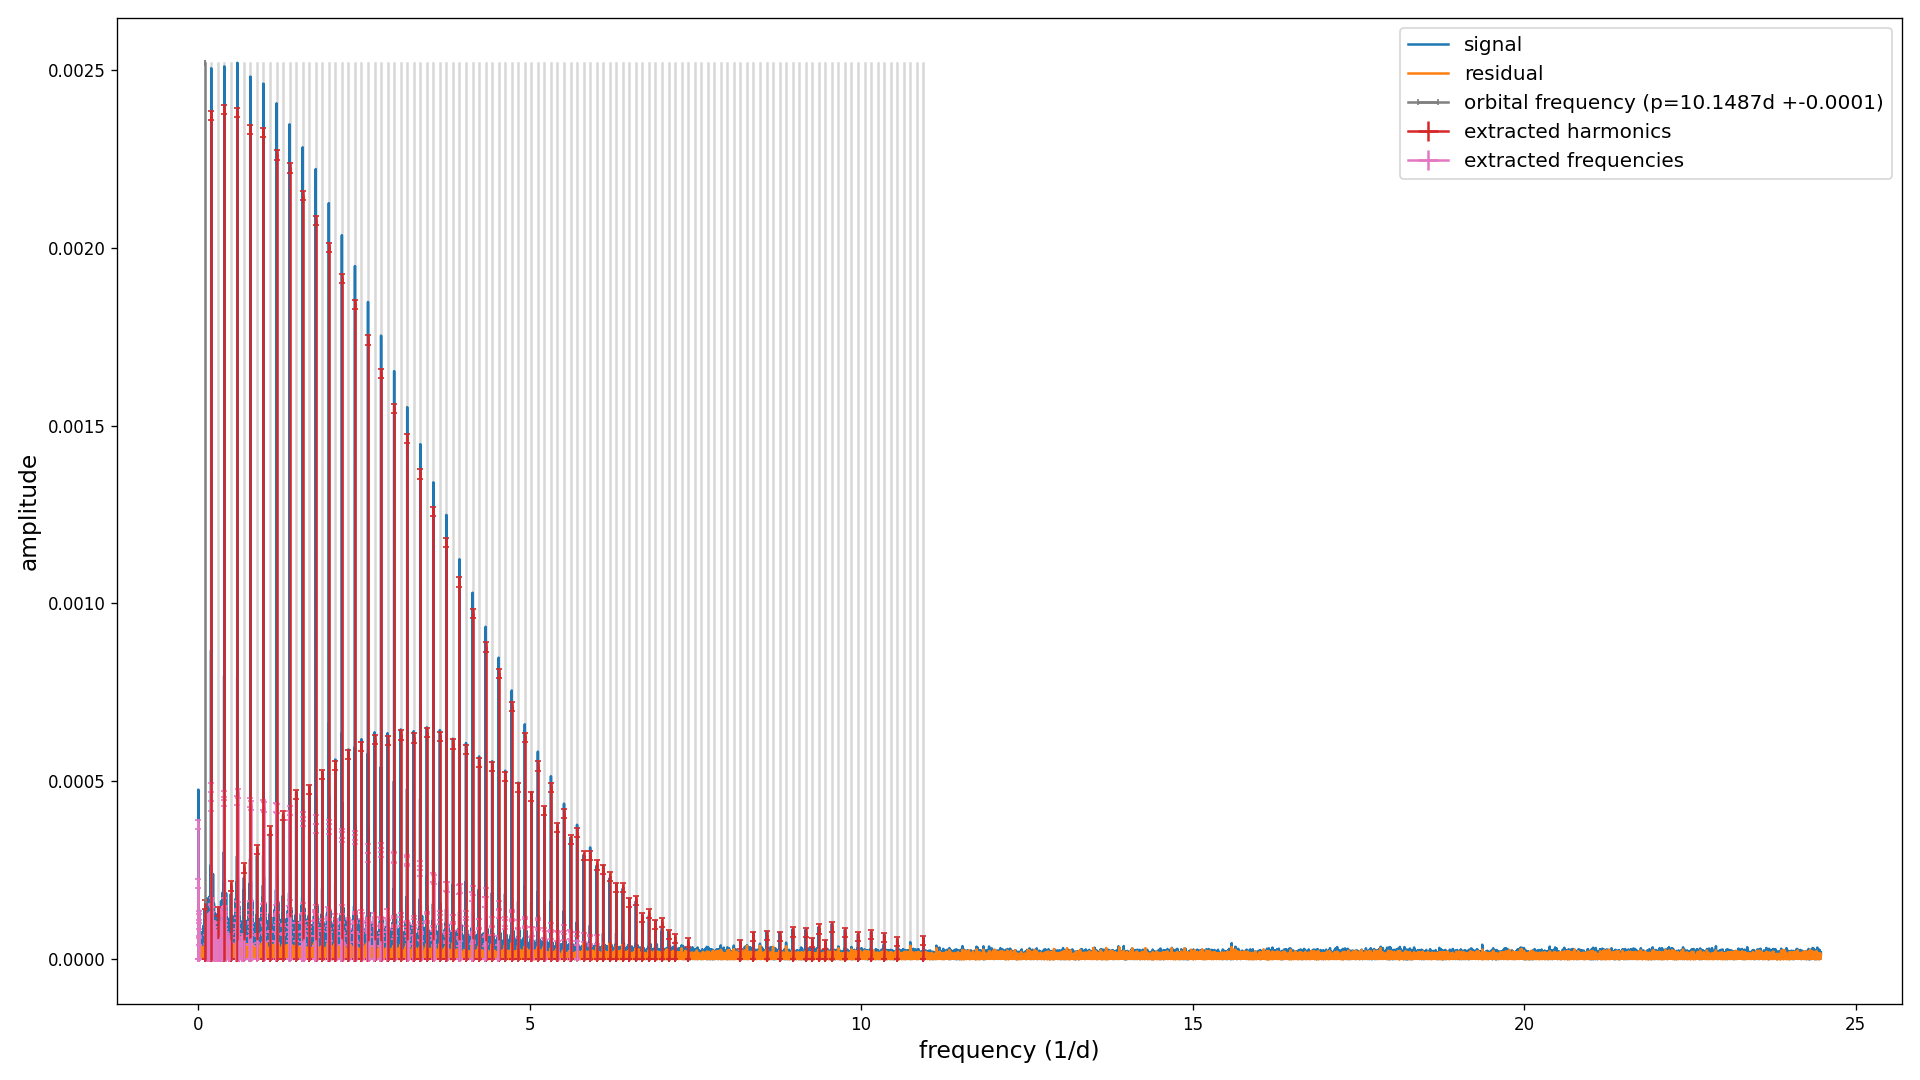 signal
residual
orbital frequency (p=10.1487d +-0.0001)
extracted harmonics
extracted frequencies
0.0025
0.0020
0.0015
0.0010
0.0005
0.0000
amplitude
0 5 10 15 20 25
frequency (1/d)